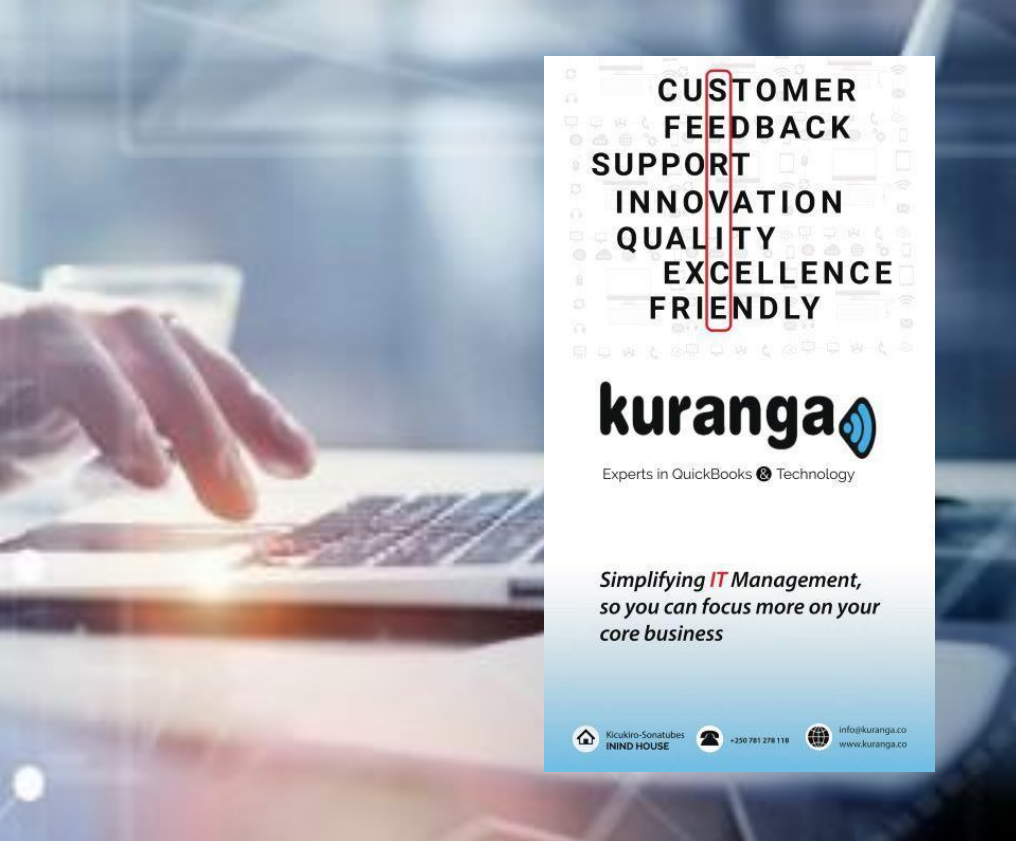 CUSTOMER
FEEDBACK
SUPPORT
INNOVATION
QUALITY
EXCELLENCE
FRIENDLY
kuranga
Experts in QuickBooks & Technology
Simplifying IT Management,
so you can focus more on your
core business
Kicukiro-Sonatubes
ININD HOUSE
+250 781 278 118
info@kuranga.co
www.kuranga.co